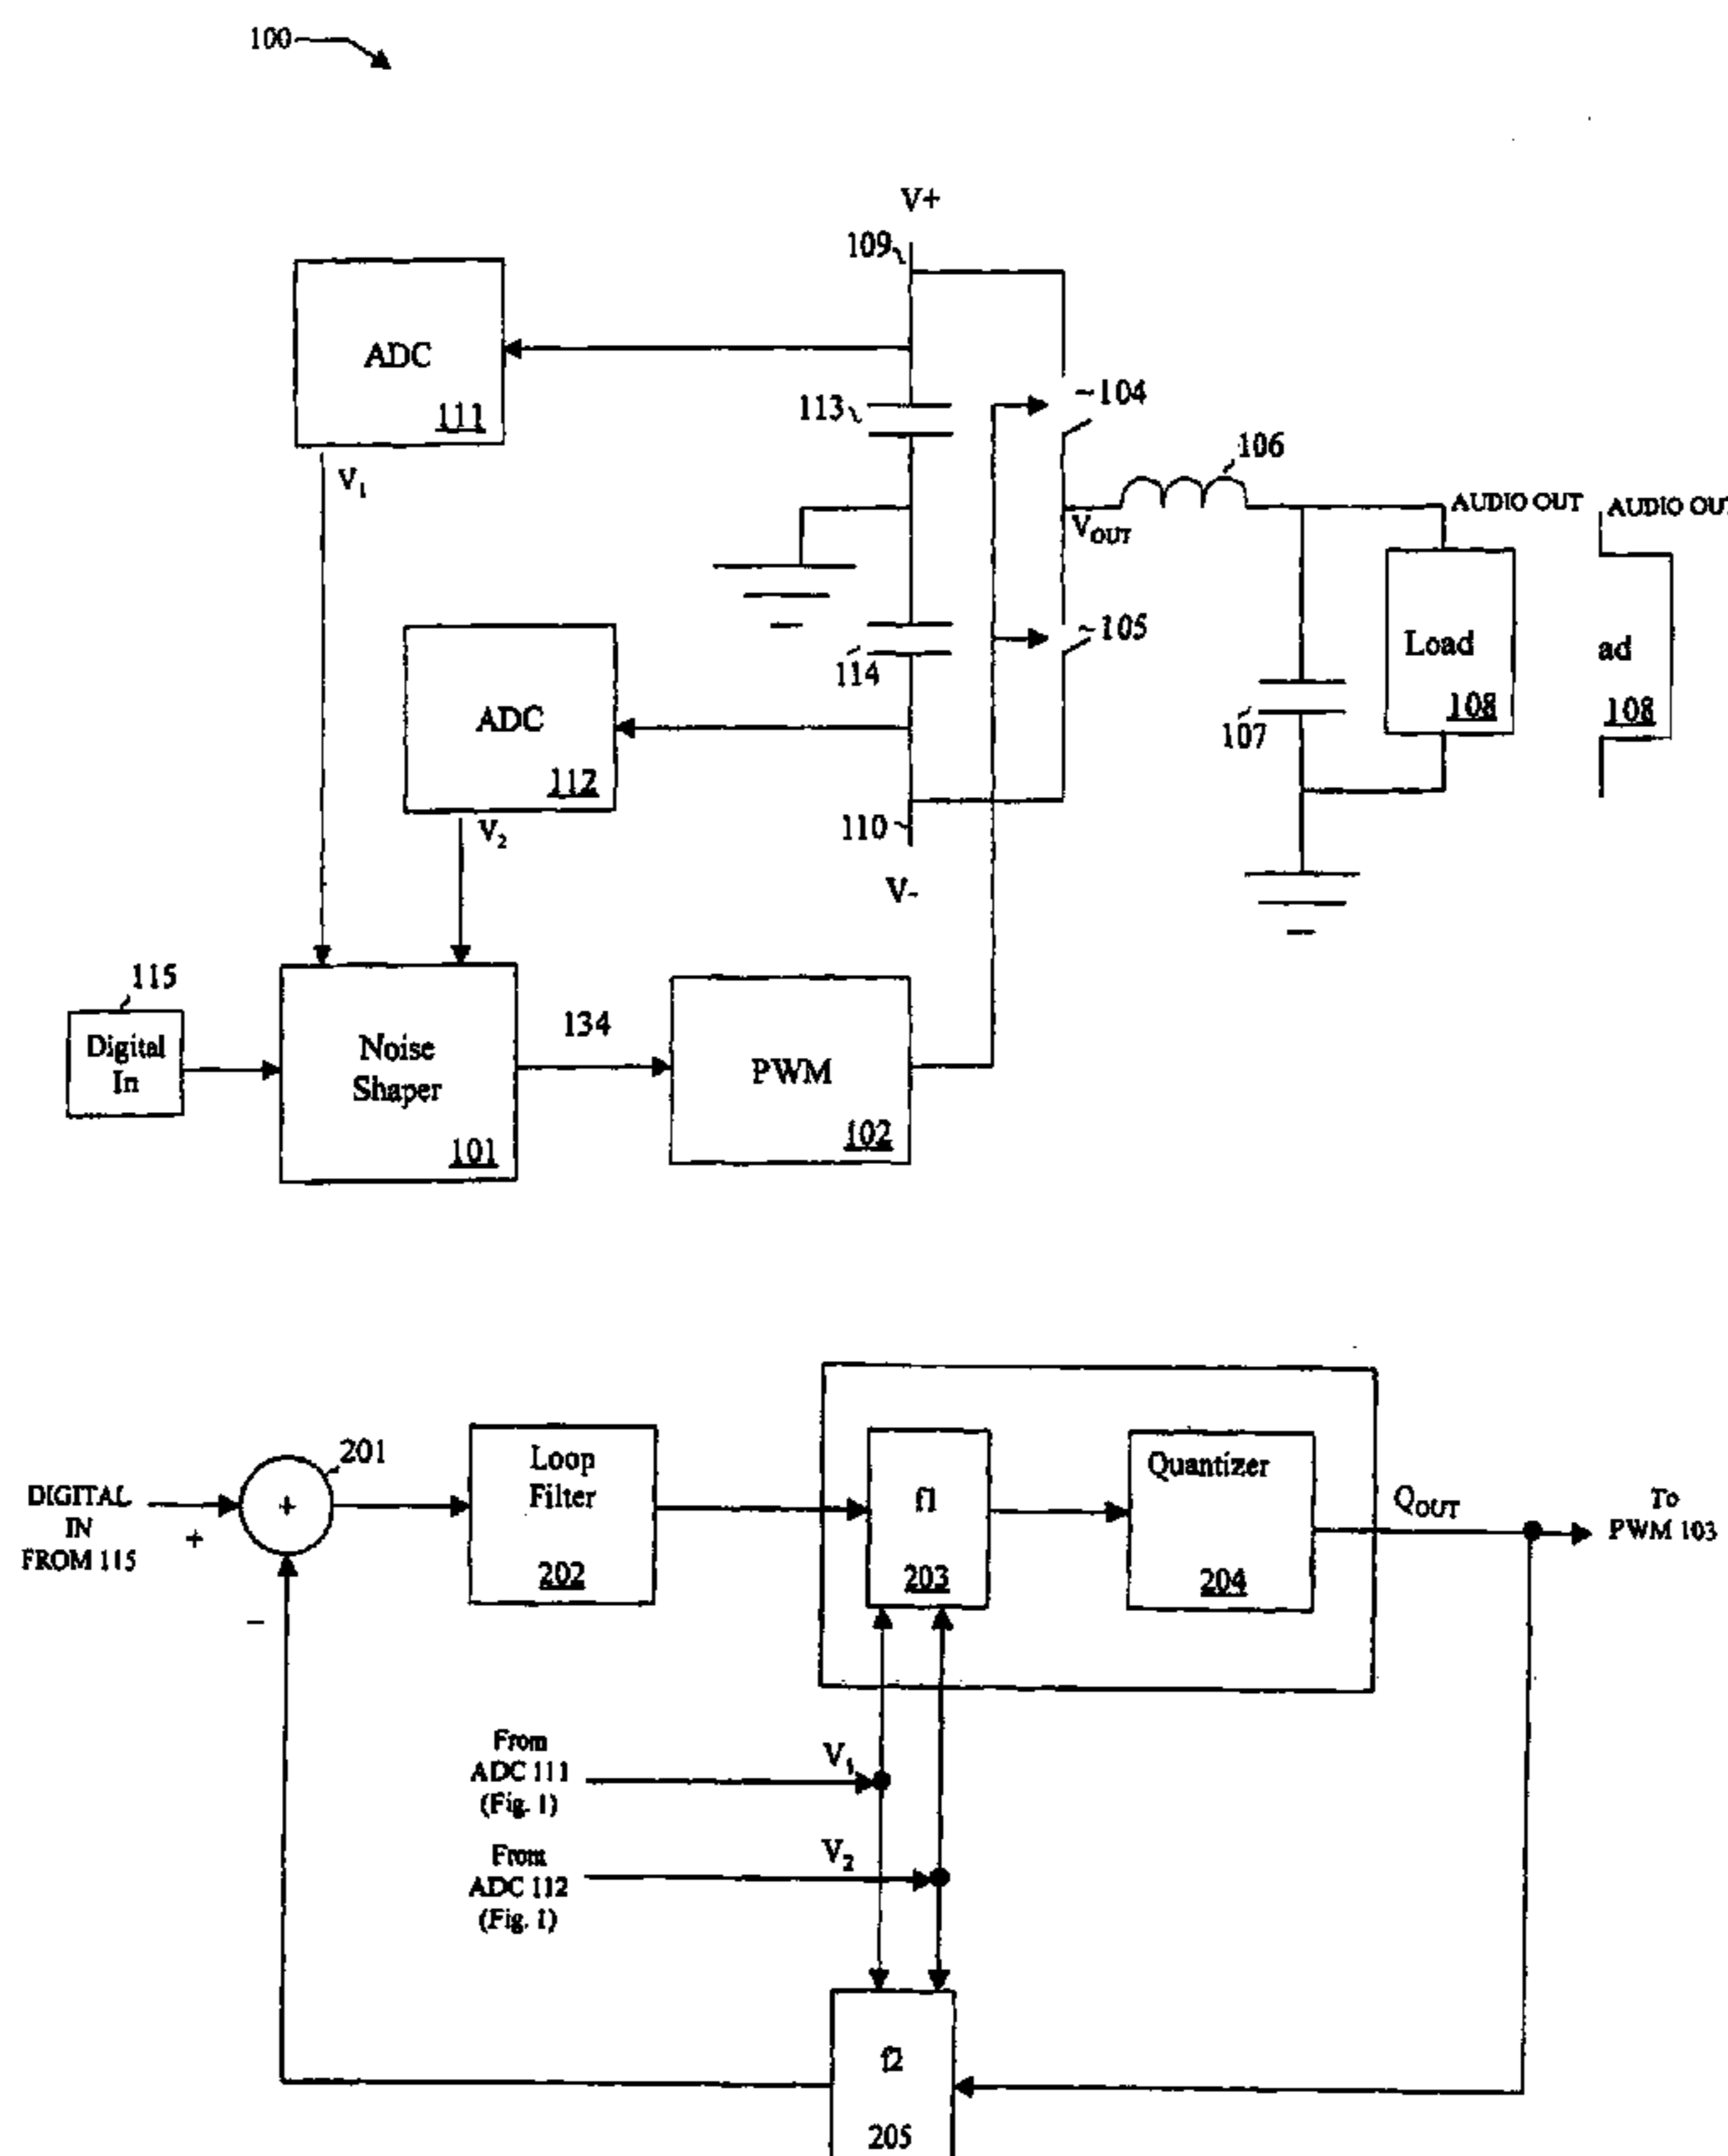 100
V+
109
ADC
111
V1
113
~104
106
VOUT
AUDIO OUT
AUDIO OUT
~105
Load
108
ad
108
114
107
ADC
112
V2
110
V-
115
Digital
In
Noise
Shaper
101
134
PWM
102
DIGITAL
IN
FROM 115
+
−
+
201
Loop
Filter
202
f1
203
Quantizer
204
QOUT
To
PWM 103
From
ADC 111
(Fig. 1)
V1
From
ADC 112
(Fig. 1)
V2
f2
205